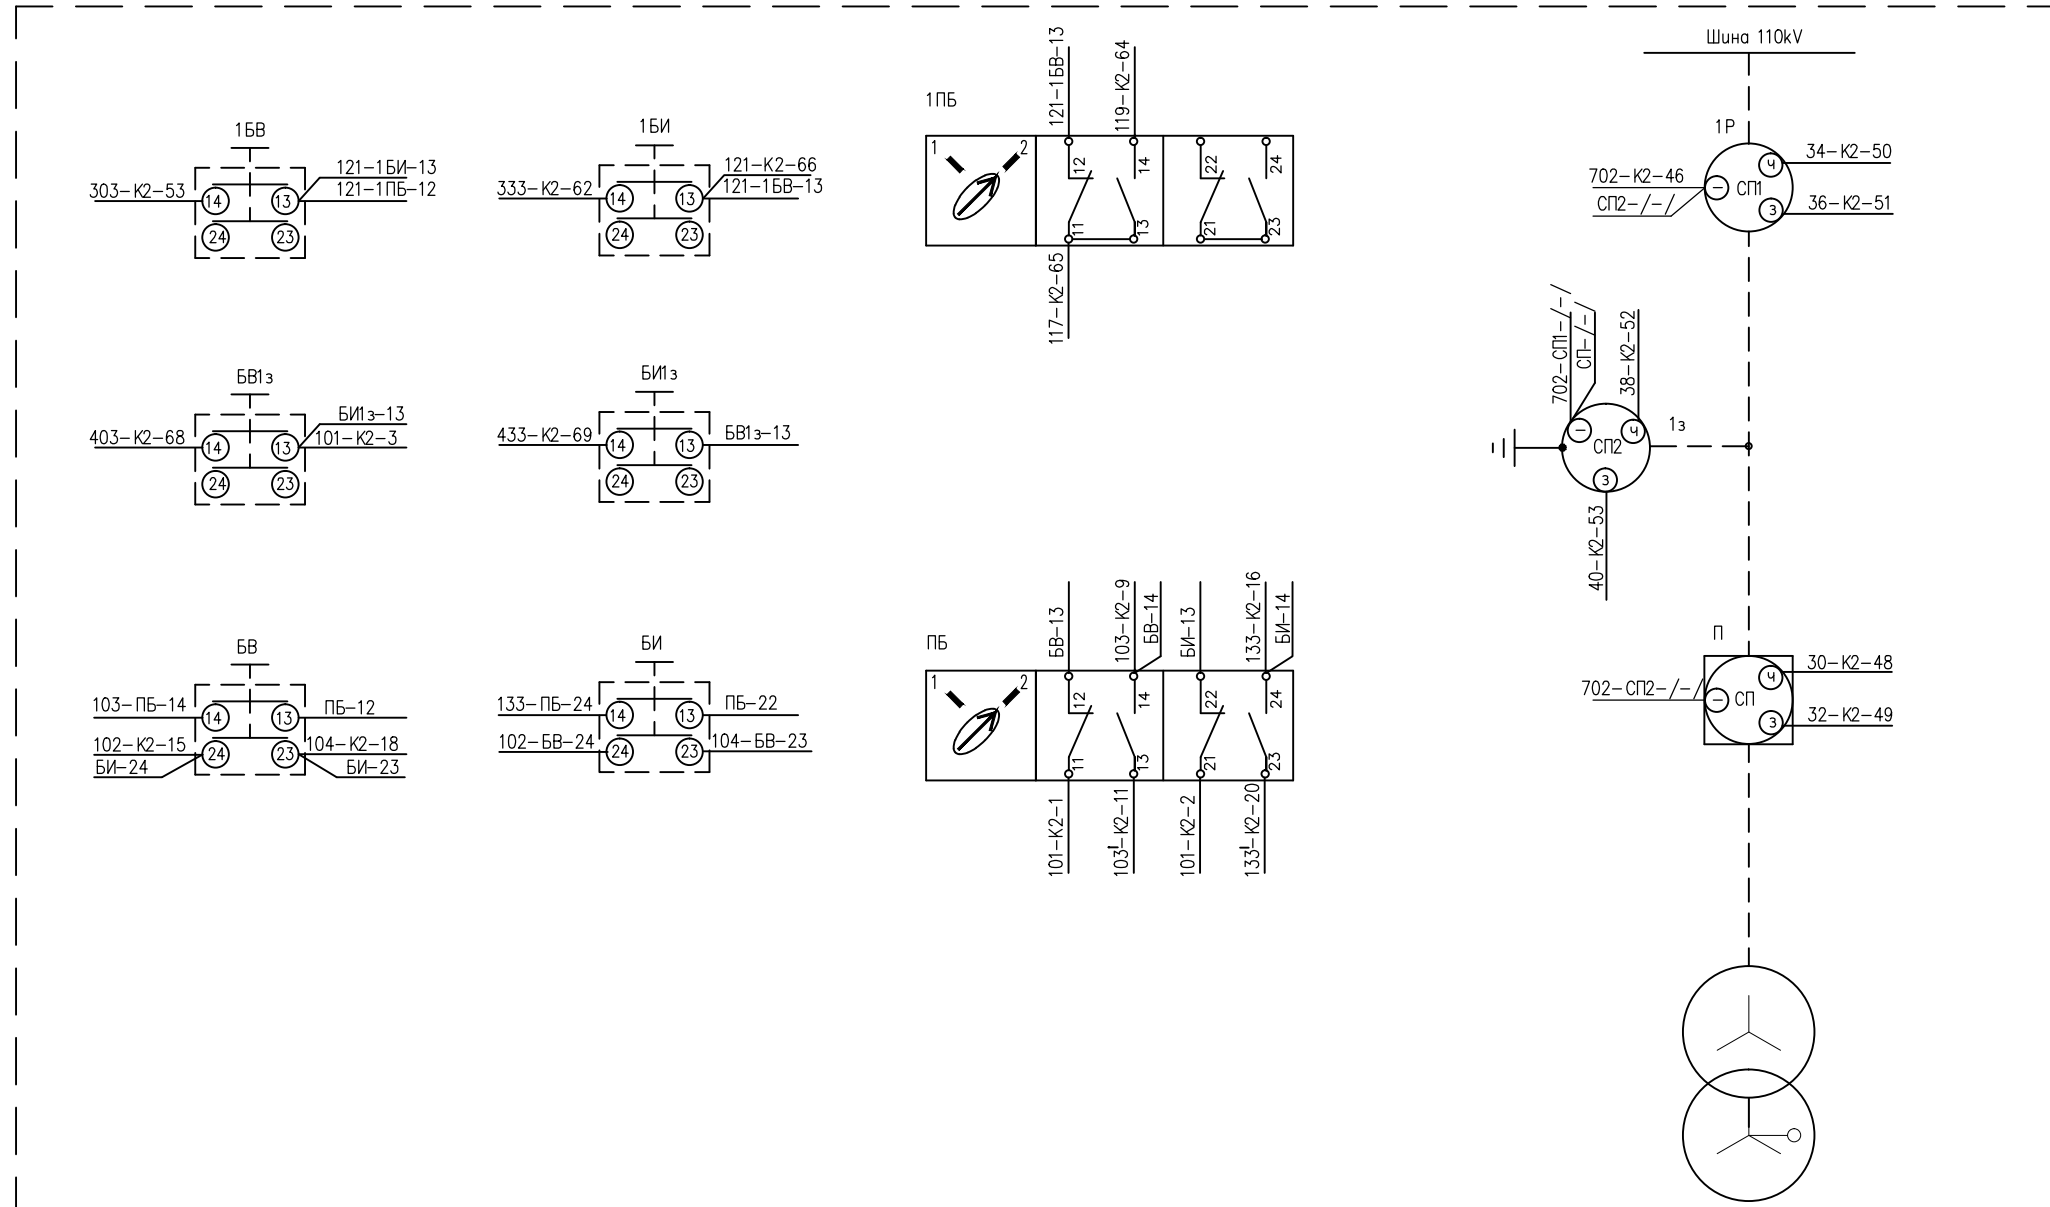 Шина 110kV
1БВ
303-К2-53
14
13
24
23
121-1БИ-13
121-1ПБ-12
1БИ
333-К2-62
14
13
24
23
121-К2-66
121-1БВ-13
1ПБ
121-1БВ-13
119-К2-64
1
2
12
14
22
24
11
13
21
23
117-К2-65
1Р
702-К2-46
СП2-/-/
СП1
Ч
З
-
34-К2-50
36-К2-51
БВ1з
403-К2-68
14
13
24
23
БИ1з-13
101-К2-3
БИ1з
433-К2-69
14
13
24
23
БВ1з-13
702-СП1-/-/
СП-/-/
38-К2-52
-
Ч
СП2
З
1з
40-К2-53
БВ
103-ПБ-14
102-К2-15
БИ-24
14
13
24
23
ПБ-12
104-К2-18
БИ-23
БИ
133-ПБ-24
102-БВ-24
14
13
24
23
ПБ-22
104-БВ-23
ПБ
БВ-13
103-К2-9
БВ-14
БИ-13
133-К2-16
БИ-14
1
2
12
14
22
24
11
13
21
23
101-К2-1
103'-К2-11
101-К2-2
133'-К2-20
П
702-СП2-/-/
-
СП
Ч
З
30-К2-48
32-К2-49